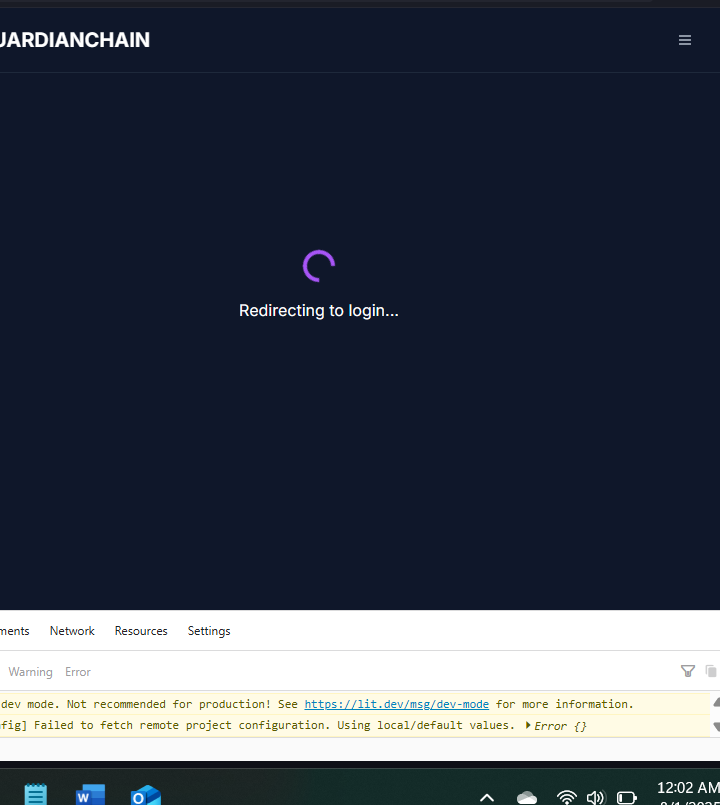 UARDIANCHAIN
Redirecting to login...
ments Network Resources Settings
Warning Error
dev mode. Not recommended for production! See https://lit.dev/msg/dev-mode for more information.
nfig] Failed to fetch remote project configuration. Using local/default values. Error {}
W O 12:02 AM